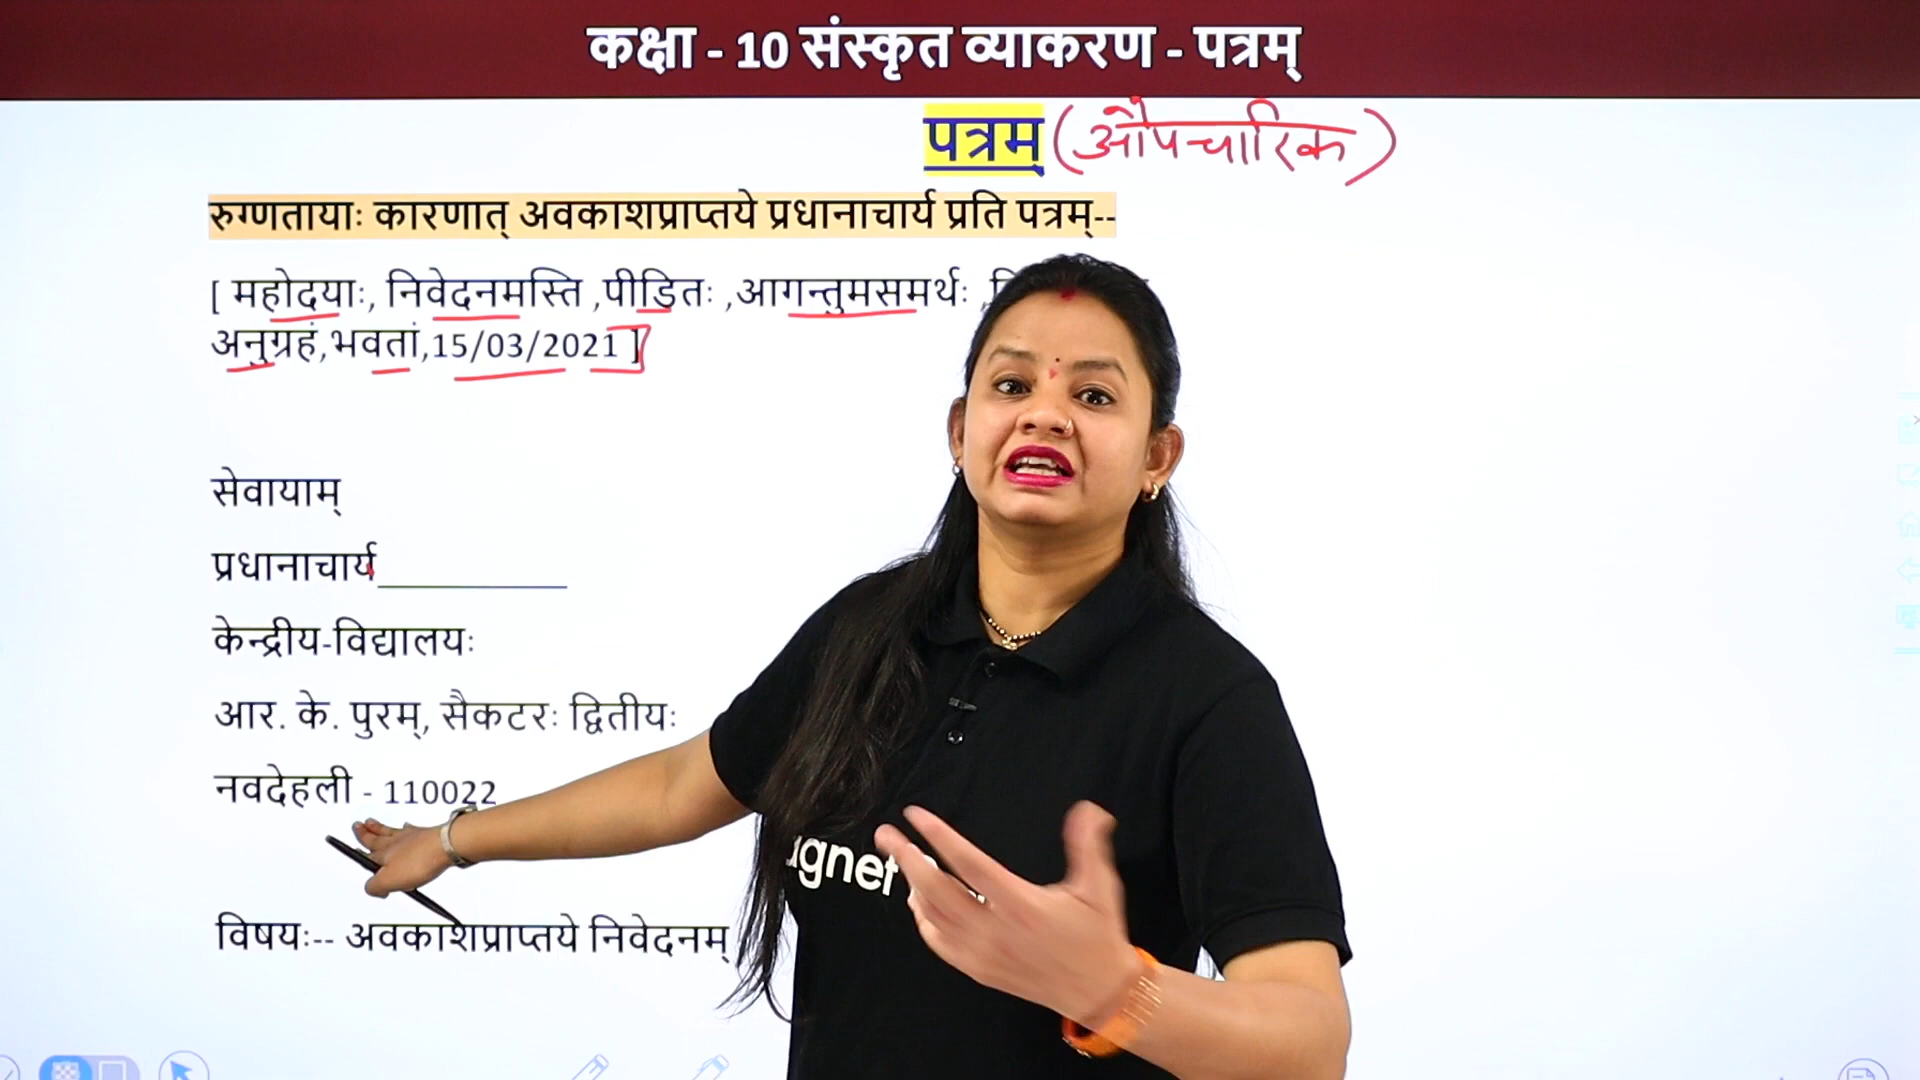 कक्षा - 10 संस्कृत व्याकरण - पत्रम्
पत्रम् (औपचारिक)
रुग्णतायाः कारणात् अवकाशप्राप्तये प्रधानाचार्य प्रति पत्रम्--
[ महोदयाः, निवेदनमस्ति ,पीडितः ,आगन्तुमसमर्थः ,
अनुग्रहं,भवतां,15/03/2021 ]
सेवायाम्
प्रधानाचार्य__________
केन्द्रीय-विद्यालयः
आर. के. पुरम्, सैकटरः द्वितीयः
नवदेहली - 110022
विषयः-- अवकाशप्राप्तये निवेदनम्
agnet